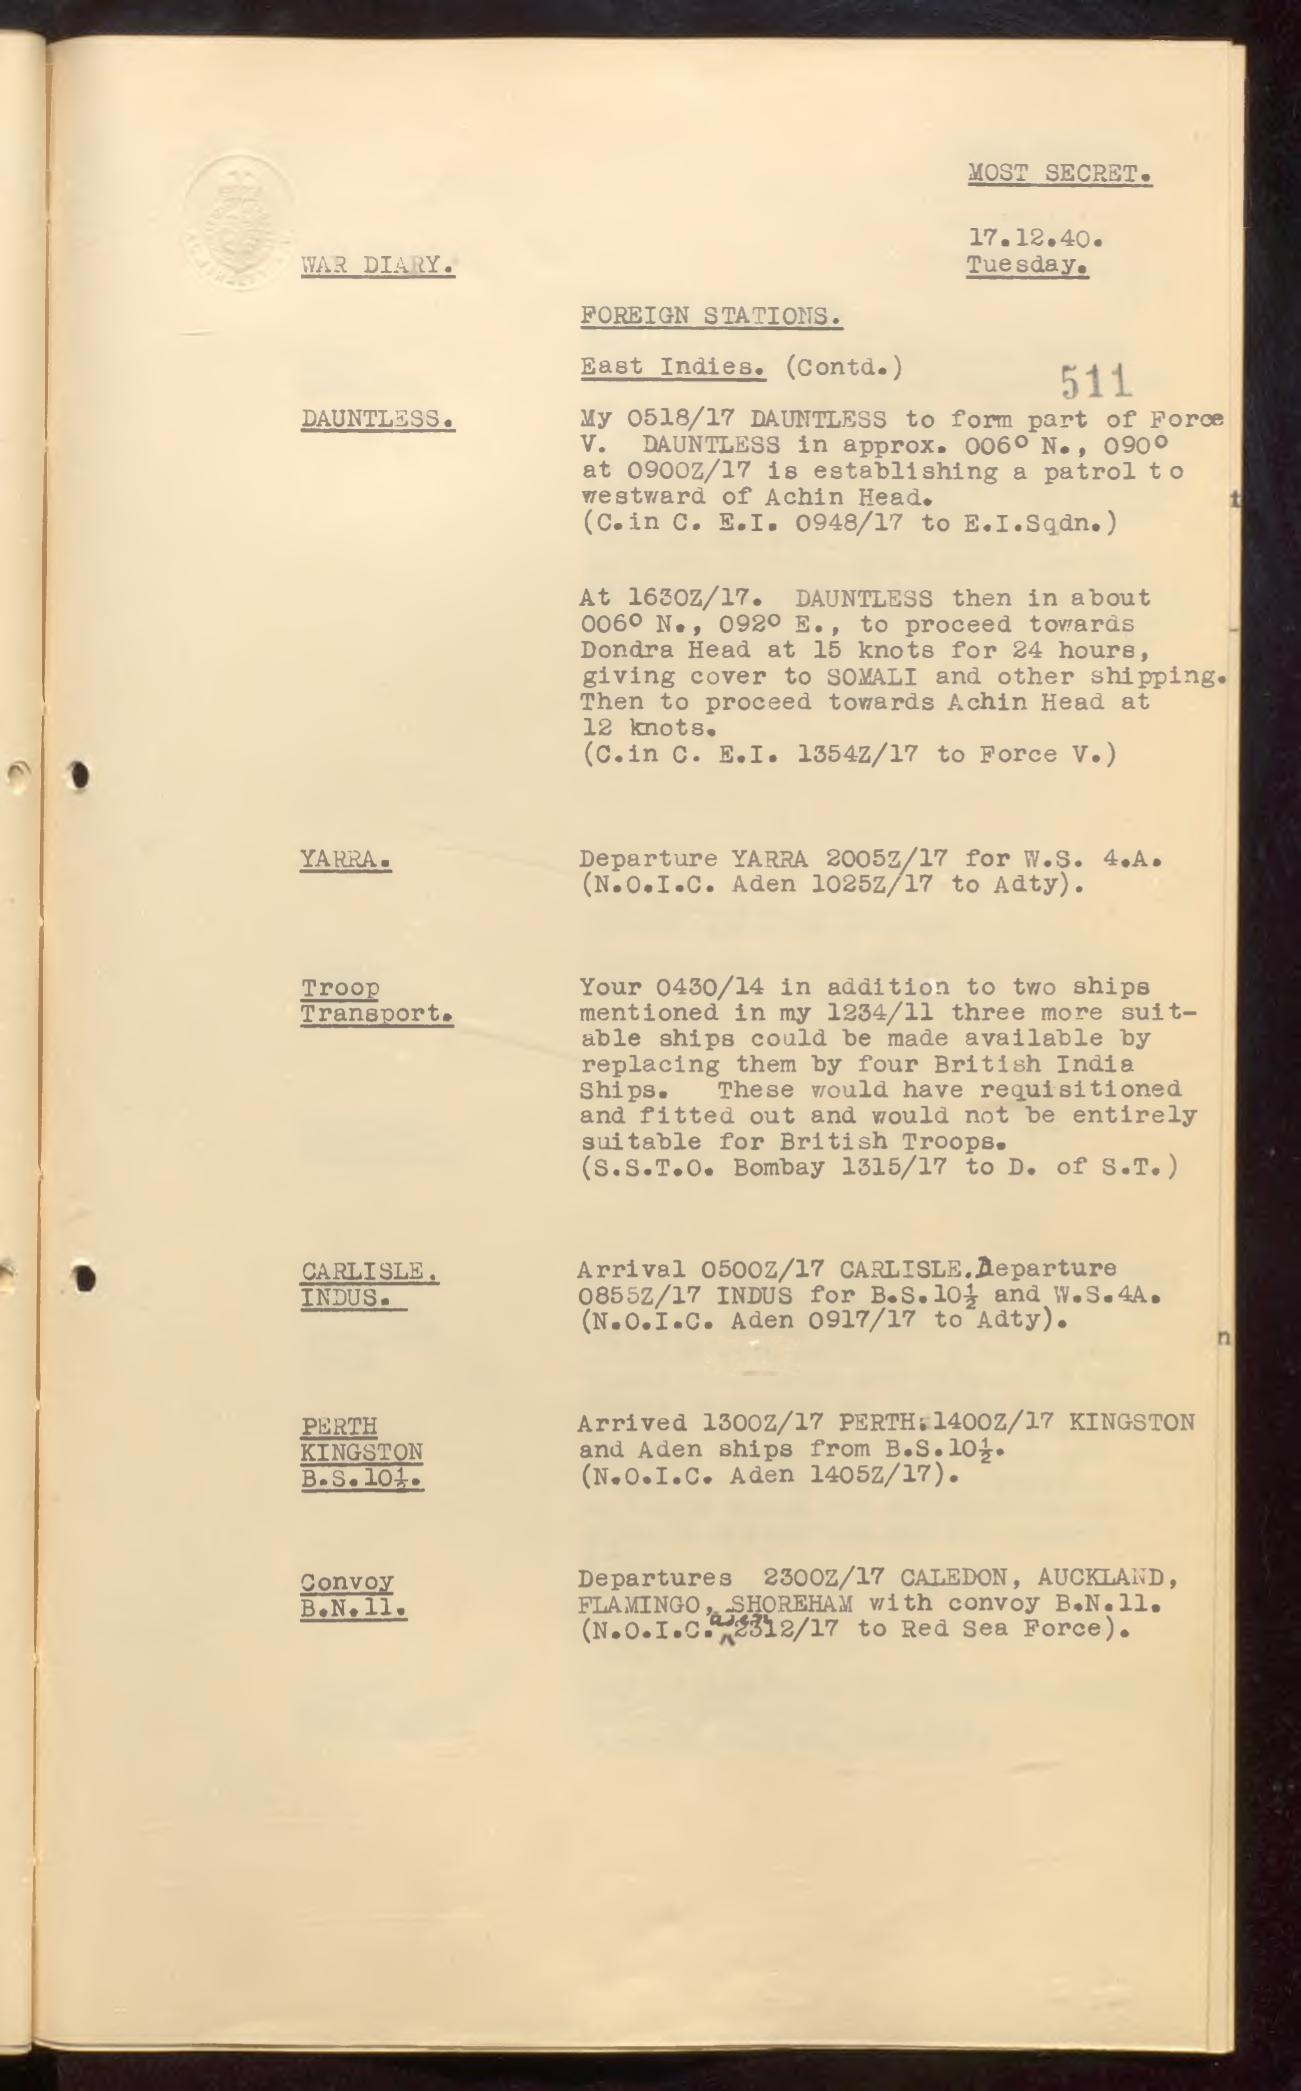 MOST SECRET.
17.12.40.
Tuesday.
WAR DIARY.
FOREIGN STATIONS.
East Indies. (Contd.)
511
DAUNTLESS.
My 0518/17 DAUNTLESS to form part of Force
V. DAUNTLESS in approx. 006° N., 090°
at 0900Z/17 is establishing a patrol to
westward of Achin Head.
(C.in C. E.I. 0948/17 to E.I.Sqdn.)
At 1630Z/17. DAUNTLESS then in about
006° N., 092° E., to proceed towards
Dondra Head at 15 knots for 24 hours,
giving cover to SOMALI and other shipping.
Then to proceed towards Achin Head at
12 knots.
(C.in C. E.I. 1354Z/17 to Force V.)
YARRA.
Departure YARRA 2005Z/17 for W.S. 4.A.
(N.O.I.C. Aden 1025Z/17 to Adty).
Troop
Transport.
Your 0430/14 in addition to two ships
mentioned in my 1234/11 three more suit-
able ships could be made available by
replacing them by four British India
Ships. These would have requisitioned
and fitted out and would not be entirely
suitable for British Troops.
(S.S.T.O. Bombay 1315/17 to D. of S.T.)
CARLISLE.
INDUS.
Arrival 0500Z/17 CARLISLE. Departure
0855Z/17 INDUS for B.S.10½ and W.S.4A.
(N.O.I.C. Aden 0917/17 to Adty).
PERTH
KINGSTON
B.S.10½.
Arrived 1300Z/17 PERTH: 1400Z/17 KINGSTON
and Aden ships from B.S.10½.
(N.O.I.C. Aden 1405Z/17).
Convoy
B.N.11.
Departures 2300Z/17 CALEDON, AUCKLAND,
FLAMINGO, SHOREHAM with convoy B.N.11.
(N.O.I.C. Aden 2312/17 to Red Sea Force).